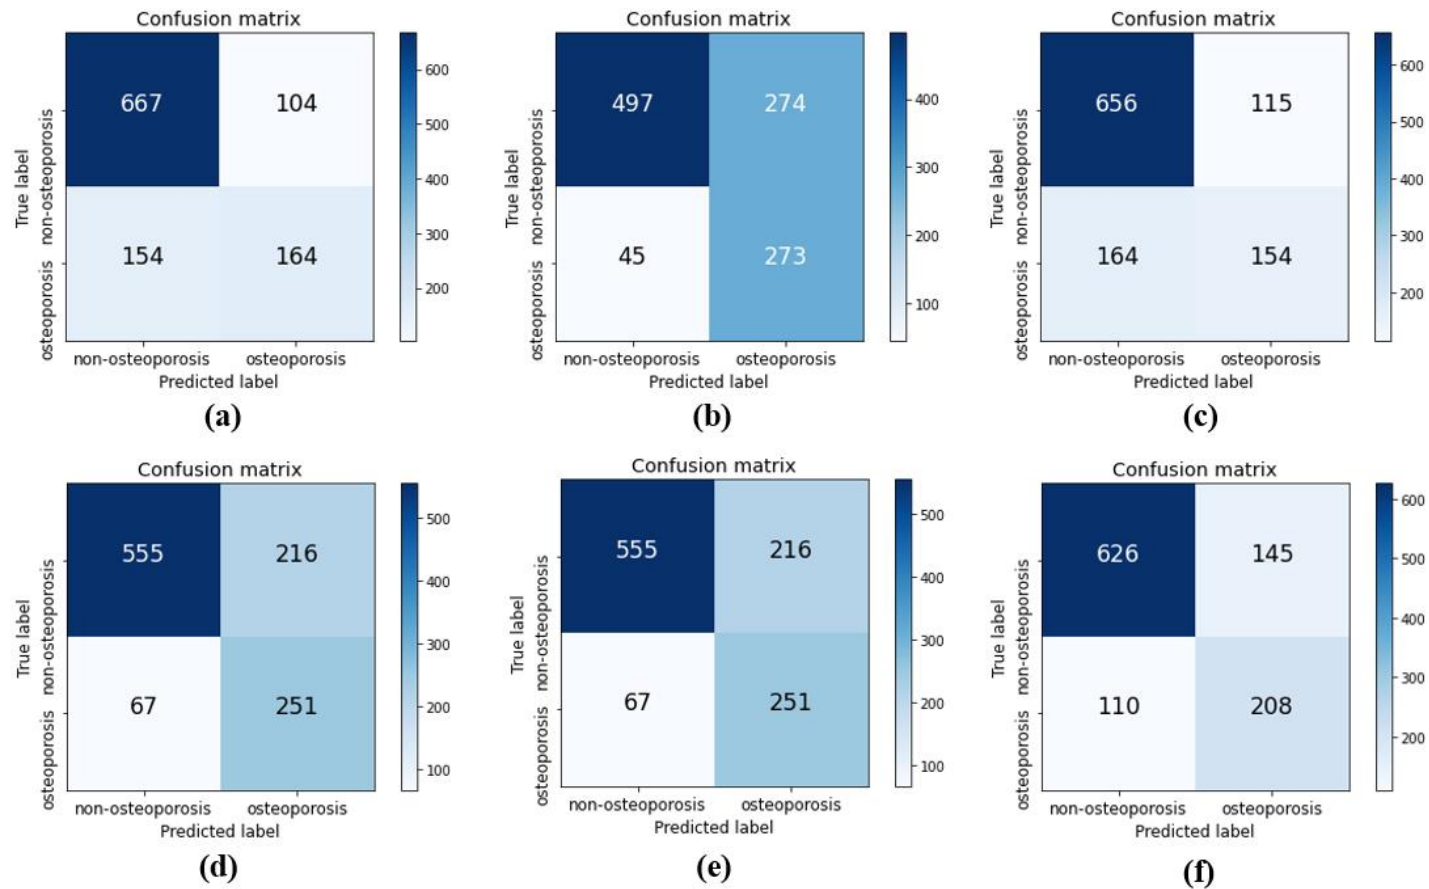 Confusion matrix
667 104
154 164
True label
non-osteoporosis
osteoporosis
non-osteoporosis osteoporosis
Predicted label
600
500
400
300
200
(a)
Confusion matrix
497 274
45 273
True label
non-osteoporosis
osteoporosis
non-osteoporosis osteoporosis
Predicted label
400
300
200
100
(b)
Confusion matrix
656 115
164 154
True label
non-osteoporosis
osteoporosis
non-osteoporosis osteoporosis
Predicted label
600
500
400
300
200
(c)
Confusion matrix
555 216
67 251
True label
non-osteoporosis
osteoporosis
non-osteoporosis osteoporosis
Predicted label
500
400
300
200
100
(d)
Confusion matrix
555 216
67 251
True label
non-osteoporosis
osteoporosis
non-osteoporosis osteoporosis
Predicted label
500
400
300
200
100
(e)
Confusion matrix
626 145
110 208
True label
non-osteoporosis
osteoporosis
non-osteoporosis osteoporosis
Predicted label
600
500
400
300
200
(f)